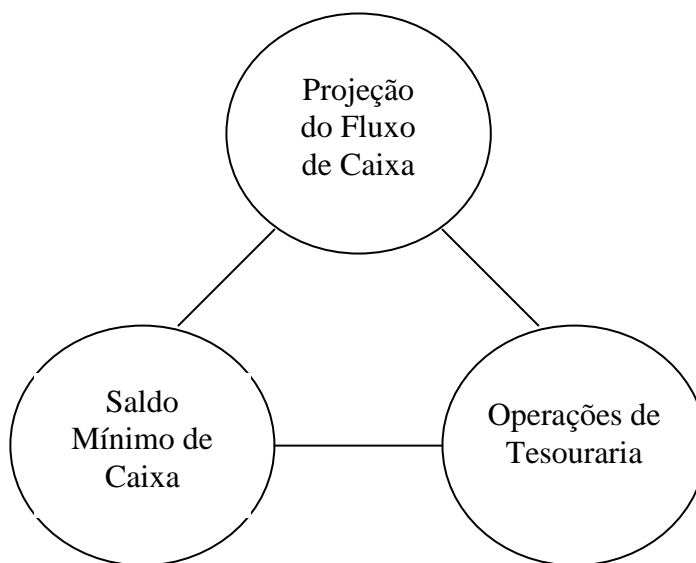 Projeção
do Fluxo
de Caixa
Saldo
Mínimo de
Caixa
Operações de
Tesouraria